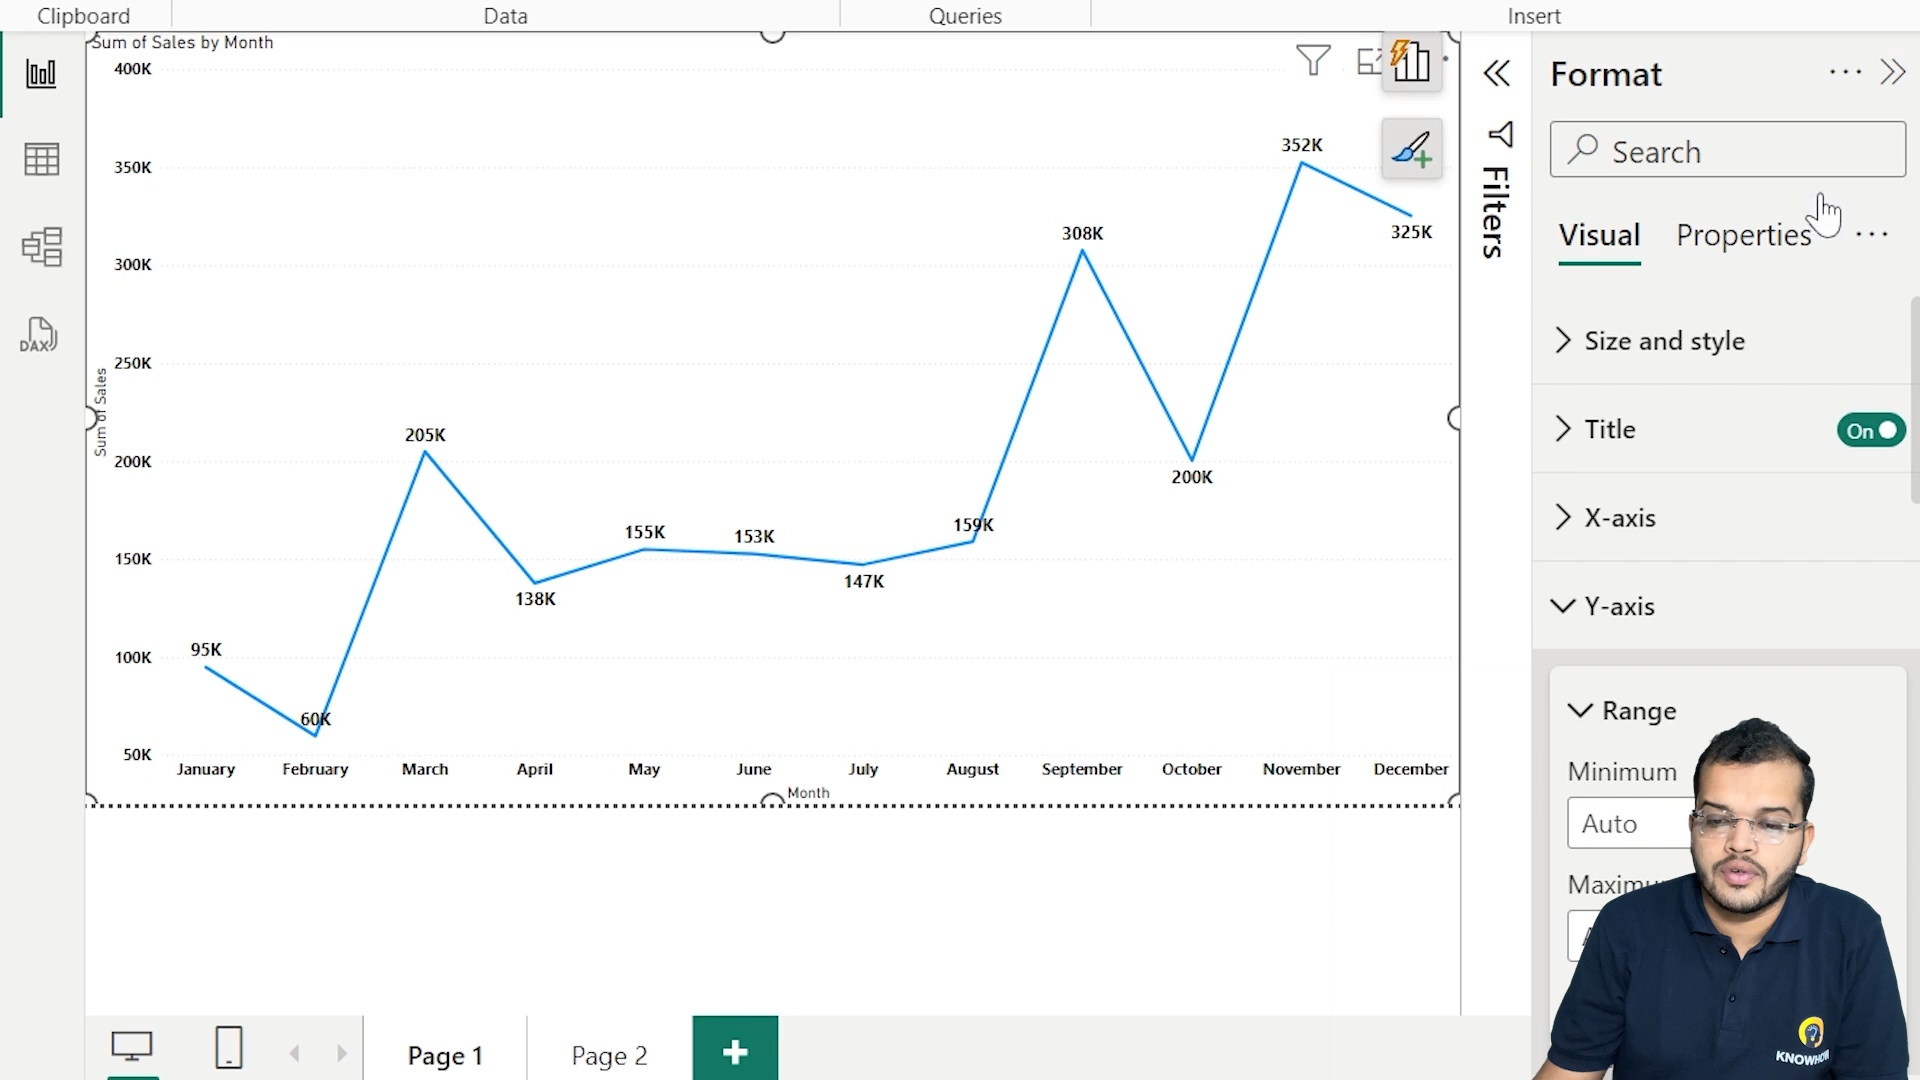 Clipboard
Data
Queries
Insert
Sum of Sales by Month
400K
350K
300K
250K
200K
150K
100K
50K
Sum of Sales
95K
60K
205K
138K
155K
153K
147K
159K
308K
200K
352K
325K
January
February
March
April
May
June
July
August
September
October
November
December
Month
DAX
Filters
Format
Search
Visual
Properties
Size and style
Title
On
X-axis
Y-axis
Range
Minimum
Auto
Page 1
Page 2